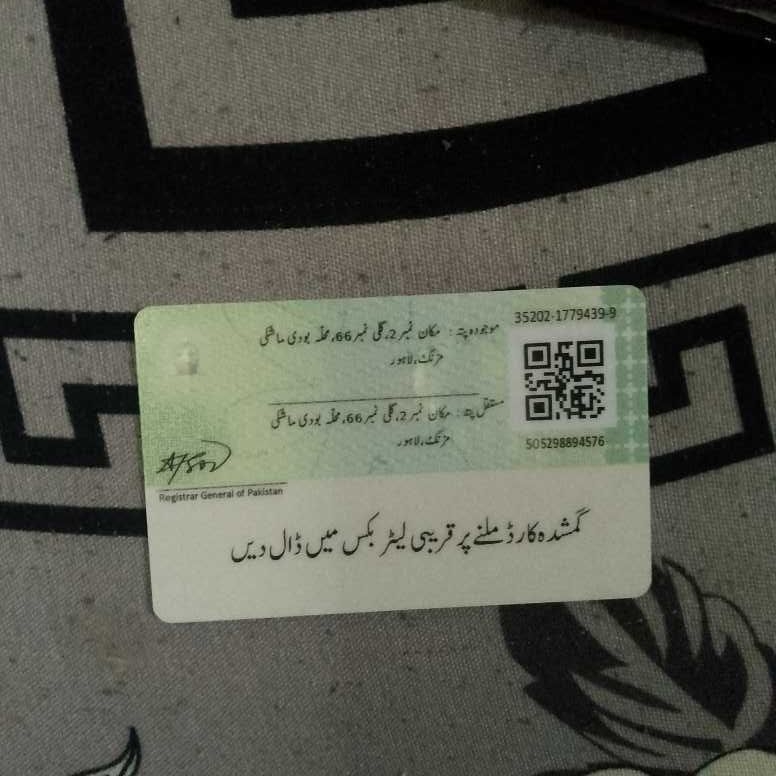 35202-1779439-9
موجودہ پتہ : مکان نمبر 2، گلی نمبر 66، محلہ بودی ماشکی
مزنگ، لاہور
مستقل پتہ : مکان نمبر 2، گلی نمبر 66، محلہ بودی ماشکی
مزنگ، لاہور
505298894576
Registrar General of Pakistan
گمشدہ کارڈ ملنے پر قریبی لیٹر بکس میں ڈال دیں